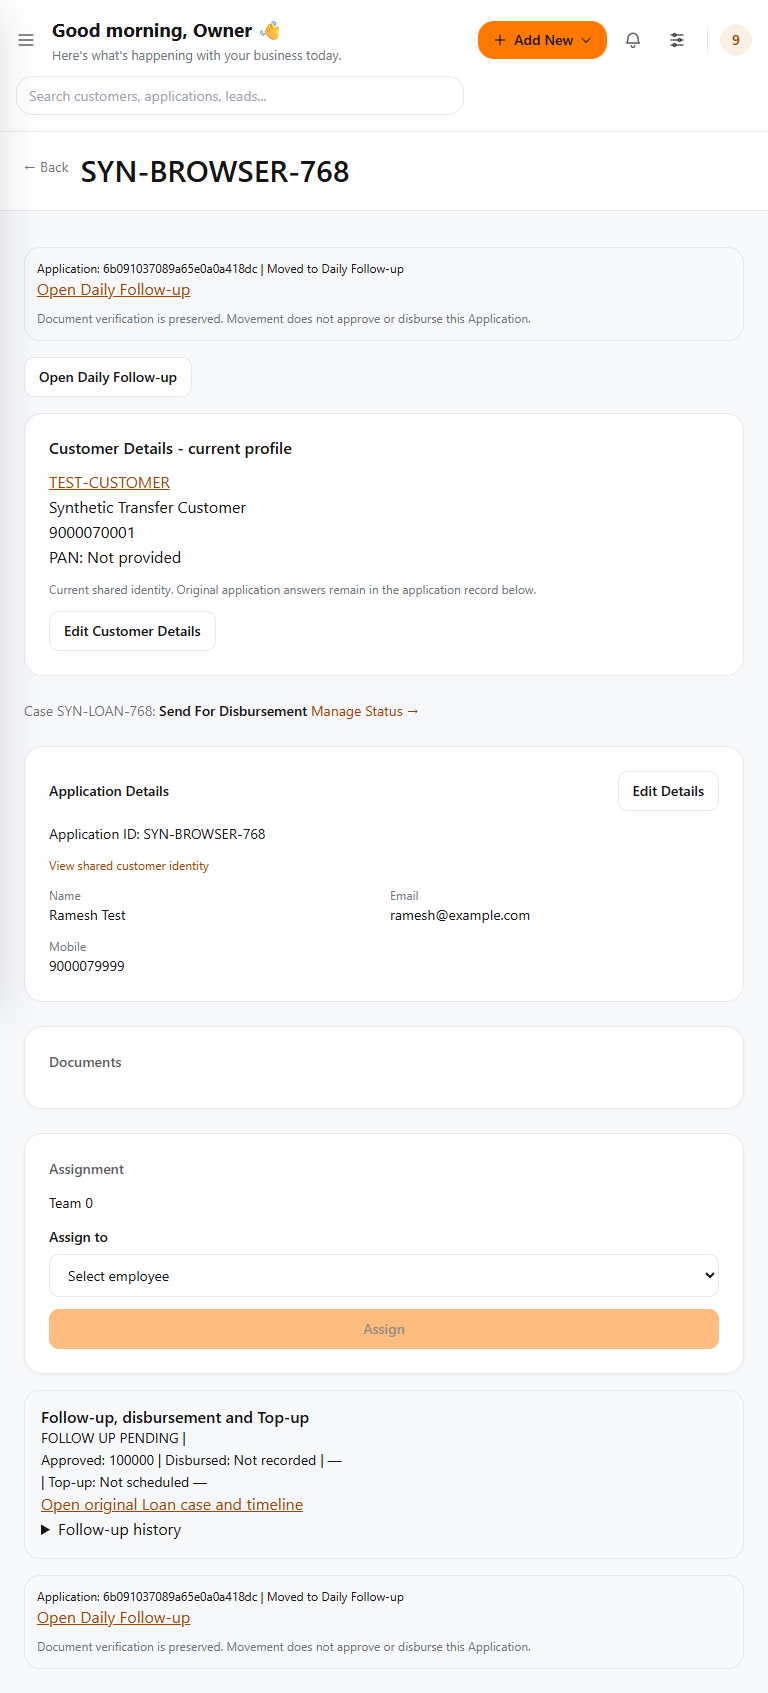 Good morning, Owner 👋
Here's what's happening with your business today.
+ Add New
9
Search customers, applications, leads...
← Back SYN-BROWSER-768
Application: 6b091037089a65e0a0a418dc | Moved to Daily Follow-up
Open Daily Follow-up
Document verification is preserved. Movement does not approve or disburse this Application.
Open Daily Follow-up
Customer Details - current profile
TEST-CUSTOMER
Synthetic Transfer Customer
9000070001
PAN: Not provided
Current shared identity. Original application answers remain in the application record below.
Edit Customer Details
Case SYN-LOAN-768: Send For Disbursement Manage Status →
Application Details
Edit Details
Application ID: SYN-BROWSER-768
View shared customer identity
Name
Ramesh Test
Email
ramesh@example.com
Mobile
9000079999
Documents
Assignment
Team 0
Assign to
Select employee
Assign
Follow-up, disbursement and Top-up
FOLLOW UP PENDING |
Approved: 100000 | Disbursed: Not recorded | —
| Top-up: Not scheduled —
Open original Loan case and timeline
▶ Follow-up history
Application: 6b091037089a65e0a0a418dc | Moved to Daily Follow-up
Open Daily Follow-up
Document verification is preserved. Movement does not approve or disburse this Application.